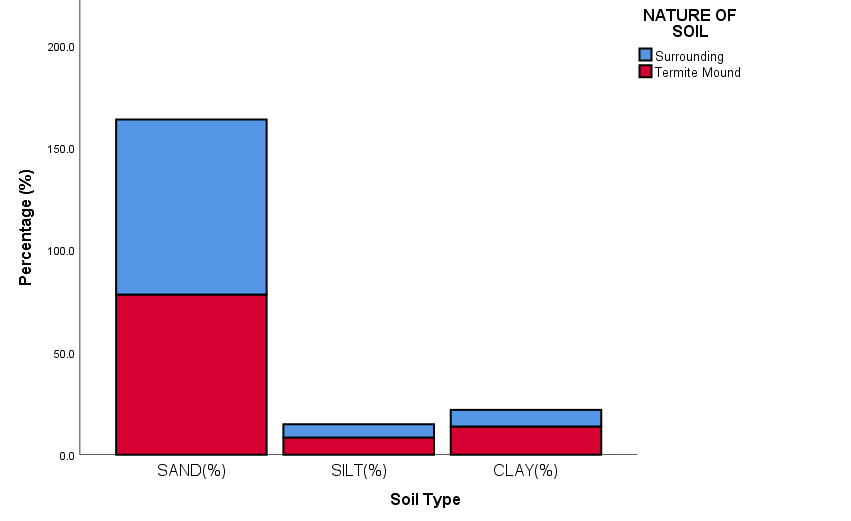 NATURE OF
SOIL
Surrounding
Termite Mound
Percentage (%)
200.0
150.0
100.0
50.0
0.0
SAND(%)
SILT(%)
CLAY(%)
Soil Type